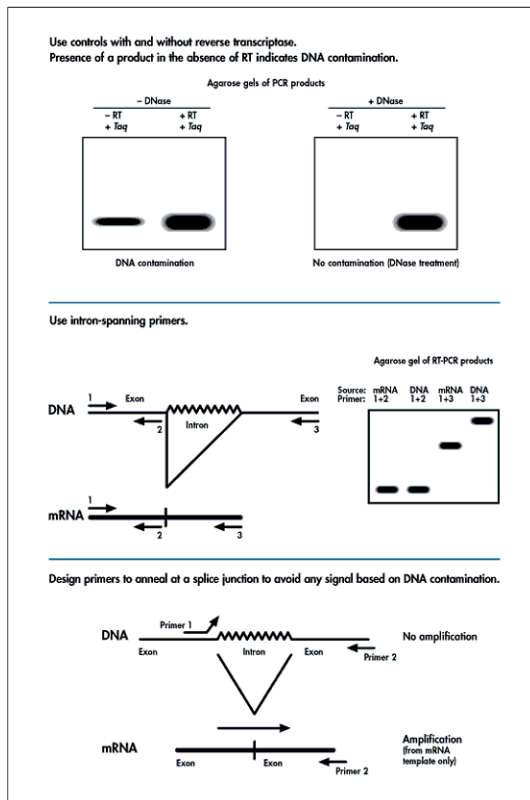 Use controls with and without reverse transcriptase.
Presence of a product in the absence of RT indicates DNA contamination.
Agarose gels of PCR products
– DNase
+ DNase
– RT + RT
+ Taq + Taq
– RT + RT
+ Taq + Taq
DNA contamination
No contamination (DNase treatment)
Use intron-spanning primers.
Agarose gel of RT-PCR products
Source: mRNA DNA mRNA DNA
Primer: 1+2 1+2 1+3 1+3
1 Exon Exon
DNA
2 Intron 3
1
mRNA
2 3
Design primers to anneal at a splice junction to avoid any signal based on DNA contamination.
Primer 1
DNA
No amplification
Exon Intron Exon Primer 2
mRNA
Amplification
(from mRNA
template only)
Exon Exon Primer 2